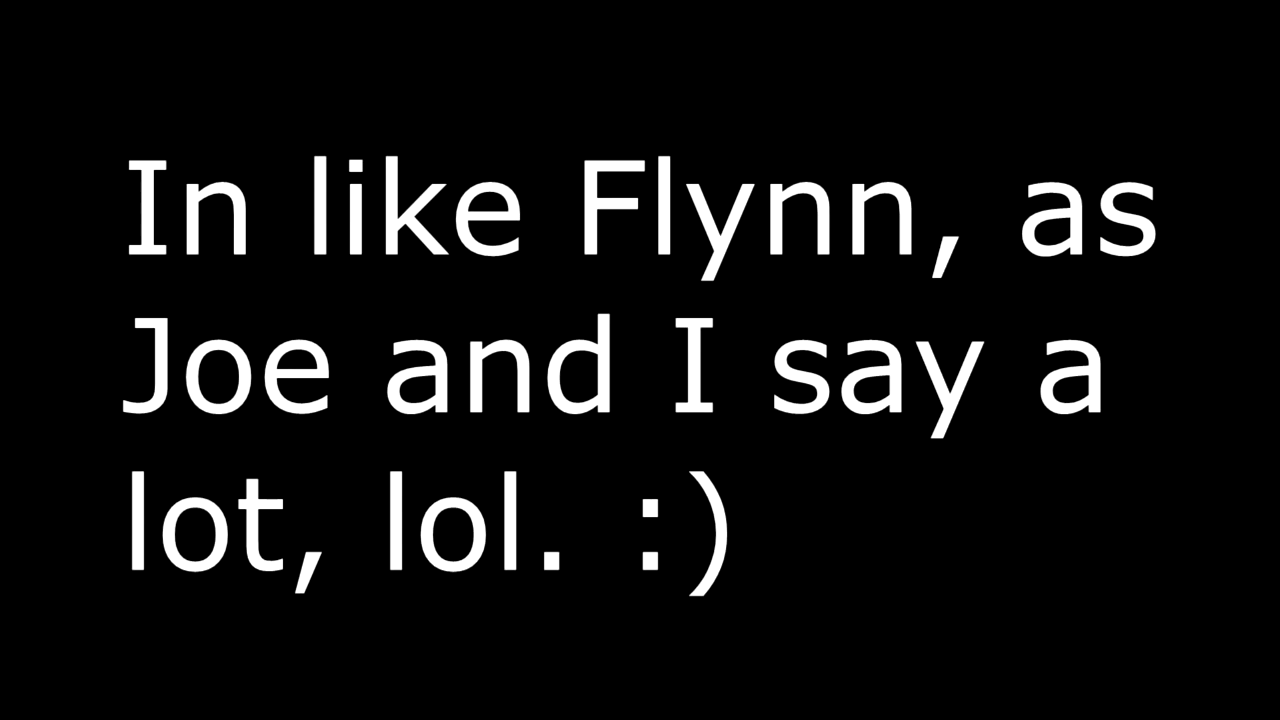 In like Flynn, as
Joe and I say a
lot, lol. :)